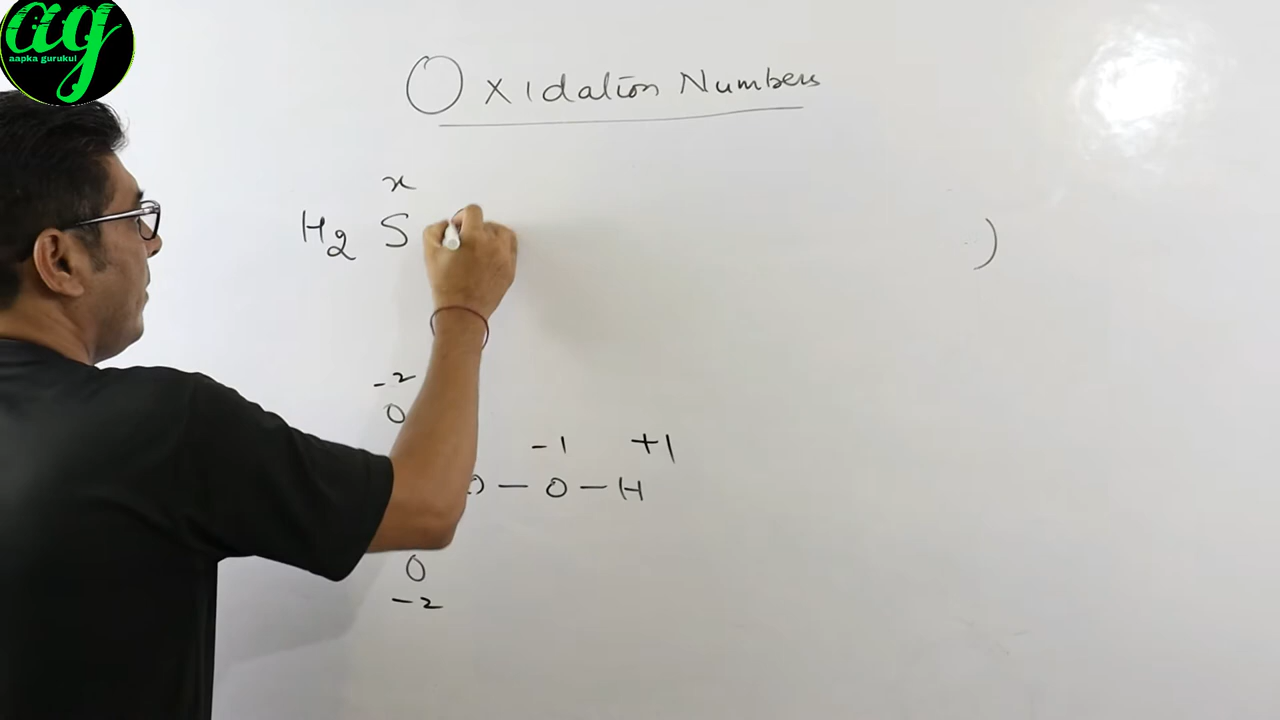 ag
aapka gurukul
Oxidation Numbers
x
H2 S
)
-2
O
-1 +1
O - O - H
O
-2